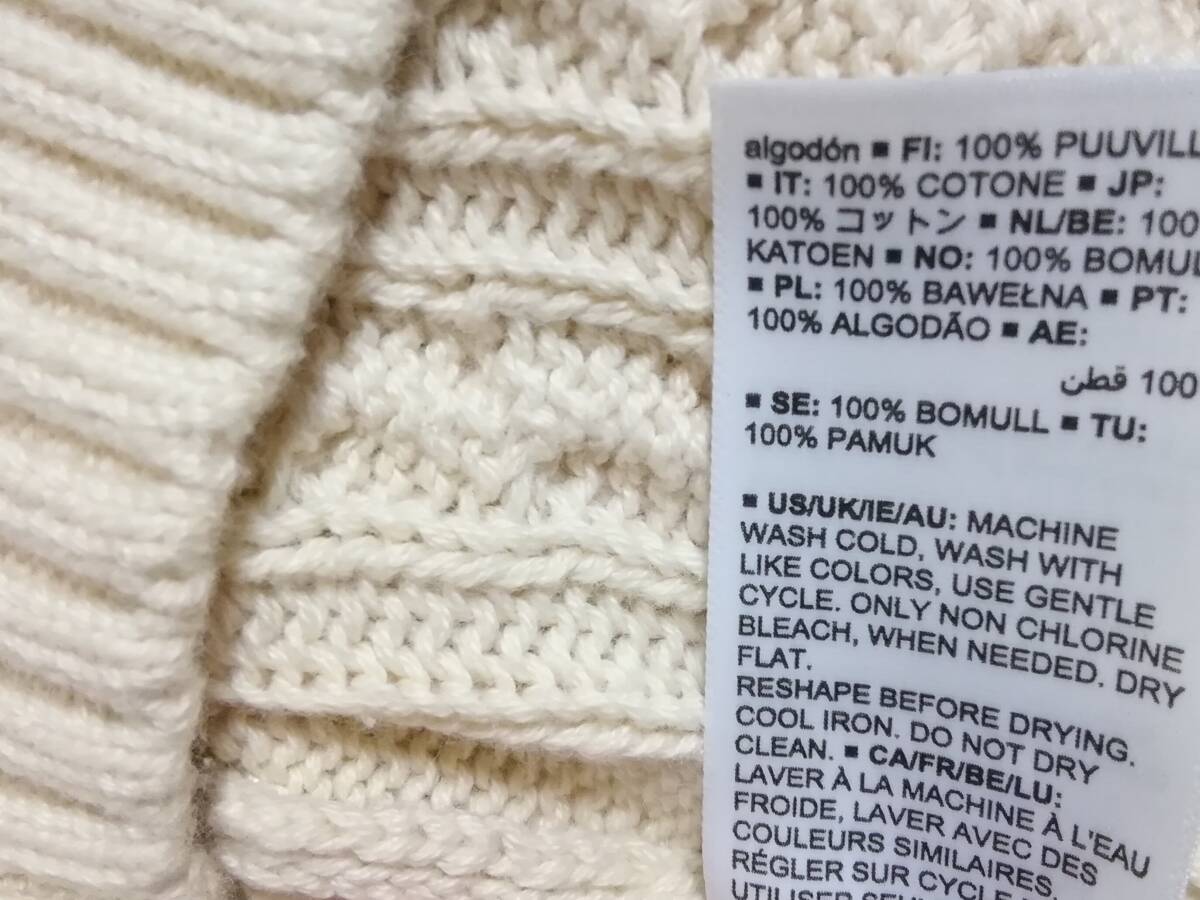 algodón ■ FI: 100% PUUVILL
■ IT: 100% COTONE ■ JP:
100% コットン ■ NL/BE: 100
KATOEN ■ NO: 100% BOMUL
■ PL: 100% BAWEŁNA ■ PT:
100% ALGODÃO ■ AE:
100 قطن
■ SE: 100% BOMULL ■ TU:
100% PAMUK
■ US/UK/IE/AU: MACHINE
WASH COLD, WASH WITH
LIKE COLORS, USE GENTLE
CYCLE. ONLY NON CHLORINE
BLEACH, WHEN NEEDED. DRY
FLAT.
RESHAPE BEFORE DRYING.
COOL IRON. DO NOT DRY
CLEAN. ■ CA/FR/BE/LU:
LAVER À LA MACHINE À L'EAU
FROIDE, LAVER AVEC DES
COULEURS SIMILAIRES,
RÉGLER SUR CYCLE